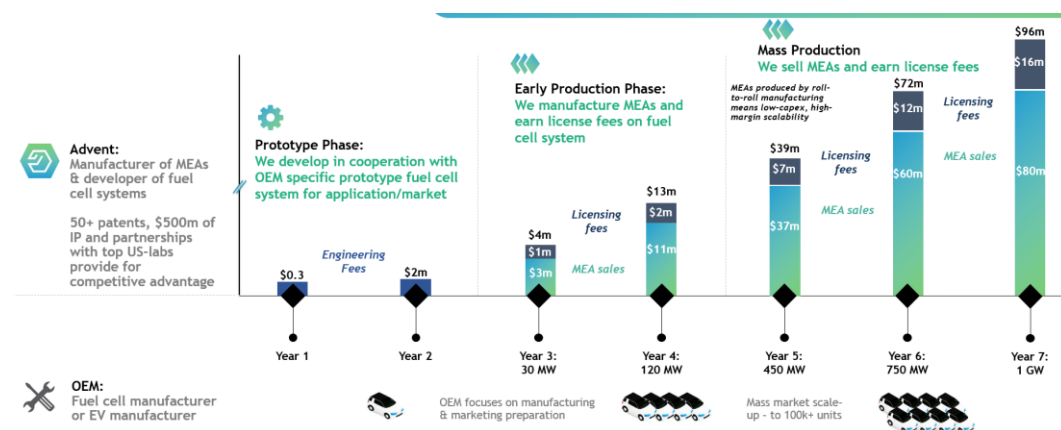 Advent:
Manufacturer of MEAs
& developer of fuel
cell systems
50+ patents, $500m of
IP and partnerships
with top US-labs
provide for
competitive advantage
Prototype Phase:
We develop in cooperation with
OEM specific prototype fuel cell
system for application/market
Engineering
Fees
$0.3
$2m
Early Production Phase:
We manufacture MEAs and
earn license fees on fuel
cell system
Licensing
fees
MEA sales
$4m
$1m
$3m
$13m
$2m
$11m
Mass Production
We sell MEAs and earn license fees
MEAs produced by roll-
to-roll manufacturing
means low-capex, high-
margin scalability
$39m
$7m
$37m
Licensing
fees
MEA sales
$72m
$12m
$60m
Licensing
fees
MEA sales
$96m
$16m
$80m
Year 1
Year 2
Year 3:
30 MW
Year 4:
120 MW
Year 5:
450 MW
Year 6:
750 MW
Year 7:
1 GW
OEM:
Fuel cell manufacturer
or EV manufacturer
OEM focuses on manufacturing
& marketing preparation
Mass market scale-
up - to 100k+ units